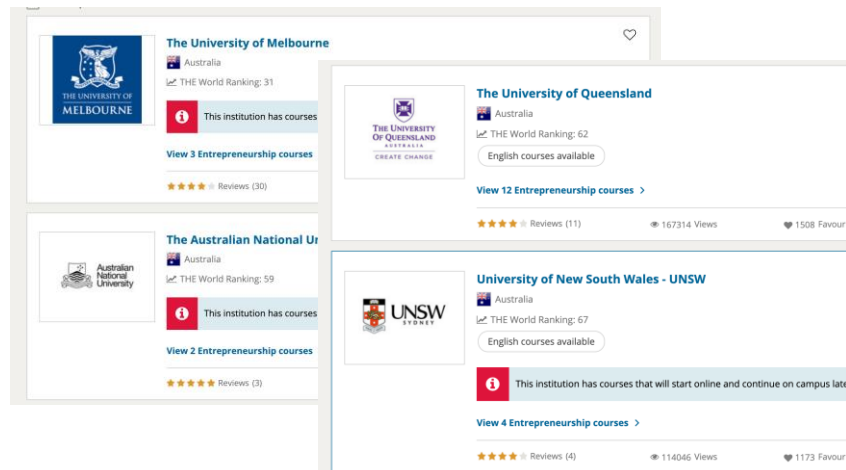 THE UNIVERSITY OF
MELBOURNE
The University of Melbourne
Australia
THE World Ranking: 31
This institution has courses
View 3 Entrepreneurship courses
Reviews (30)
Australian
National
University
The Australian National Un
Australia
THE World Ranking: 59
This institution has courses
View 2 Entrepreneurship courses
Reviews (3)
THE UNIVERSITY
OF QUEENSLAND
AUSTRALIA
CREATE CHANGE
The University of Queensland
Australia
THE World Ranking: 62
English courses available
View 12 Entrepreneurship courses >
Reviews (11) 167314 Views 1508 Favour
UNSW
SYDNEY
University of New South Wales - UNSW
Australia
THE World Ranking: 67
English courses available
This institution has courses that will start online and continue on campus late
View 4 Entrepreneurship courses >
Reviews (4) 114046 Views 1173 Favour